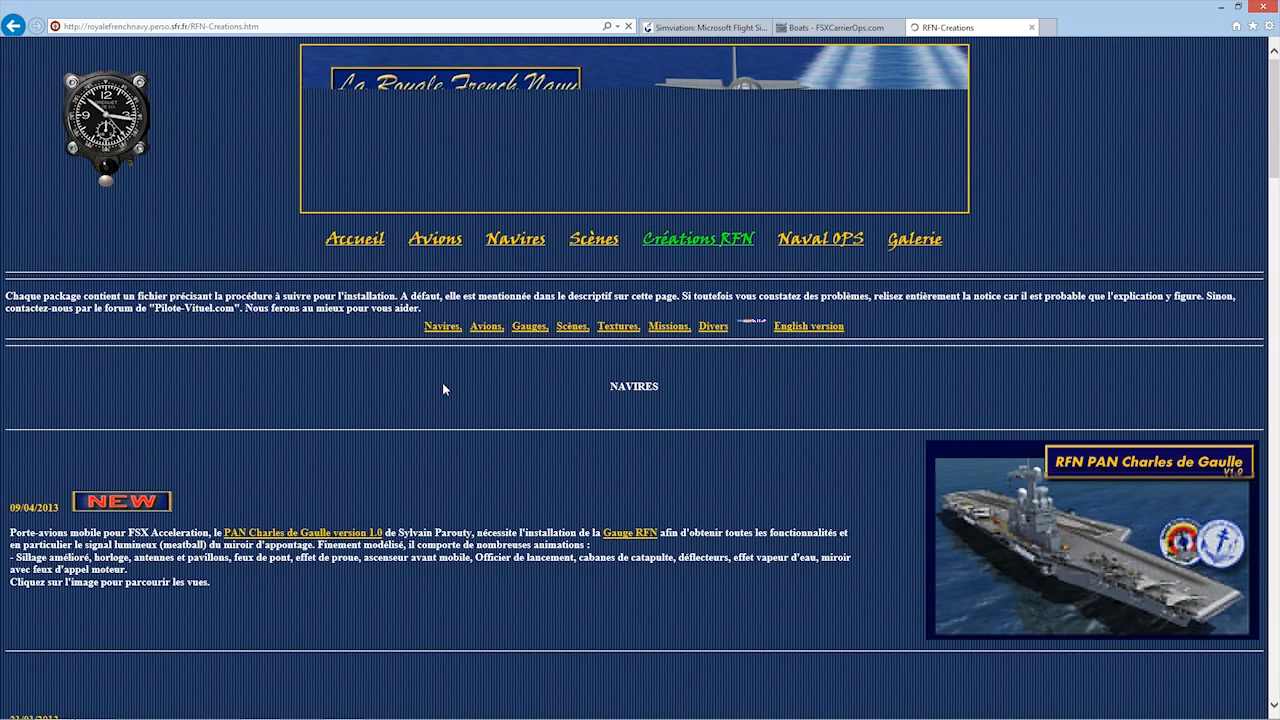 http://royalefrenchnavy.perso.sfr.fr/RFN-Creations.htm
Simviation: Microsoft Flight Si...
Boats - FSXCarrierOps.com
RFN-Creations
La Royale French Navy
12
BREGUET
9
3
Accueil Avions Navires Scènes Créations RFN Naval OPS Galerie
Chaque package contient un fichier précisant la procédure à suivre pour l'installation. A défaut, elle est mentionnée dans le descriptif sur cette page. Si toutefois vous constatez des problèmes, relisez entièrement la notice car il est probable que l'explication y figure. Sinon,
contactez-nous par le forum de "Pilote-Vituel.com". Nous ferons au mieux pour vous aider.
Navires, Avions, Gauges, Scènes, Textures, Missions, Divers English version
NAVIRES
RFN PAN Charles de Gaulle
V1.0
09/04/2013 NEW
Porte-avions mobile pour FSX Acceleration, le PAN Charles de Gaulle version 1.0 de Sylvain Parouty, nécessite l'installation de la Gauge RFN afin d'obtenir toutes les fonctionnalités et
en particulier le signal lumineux (meatball) du miroir d'appontage. Finement modélisé, il comporte de nombreuses animations :
- Sillage amélioré, horloge, antennes et pavillons, feux de pont, effet de proue, ascenseur avant mobile, Officier de lancement, cabanes de catapulte, déflecteurs, effet vapeur d'eau, miroir
avec feux d'appel moteur.
Cliquez sur l'image pour parcourir les vues.